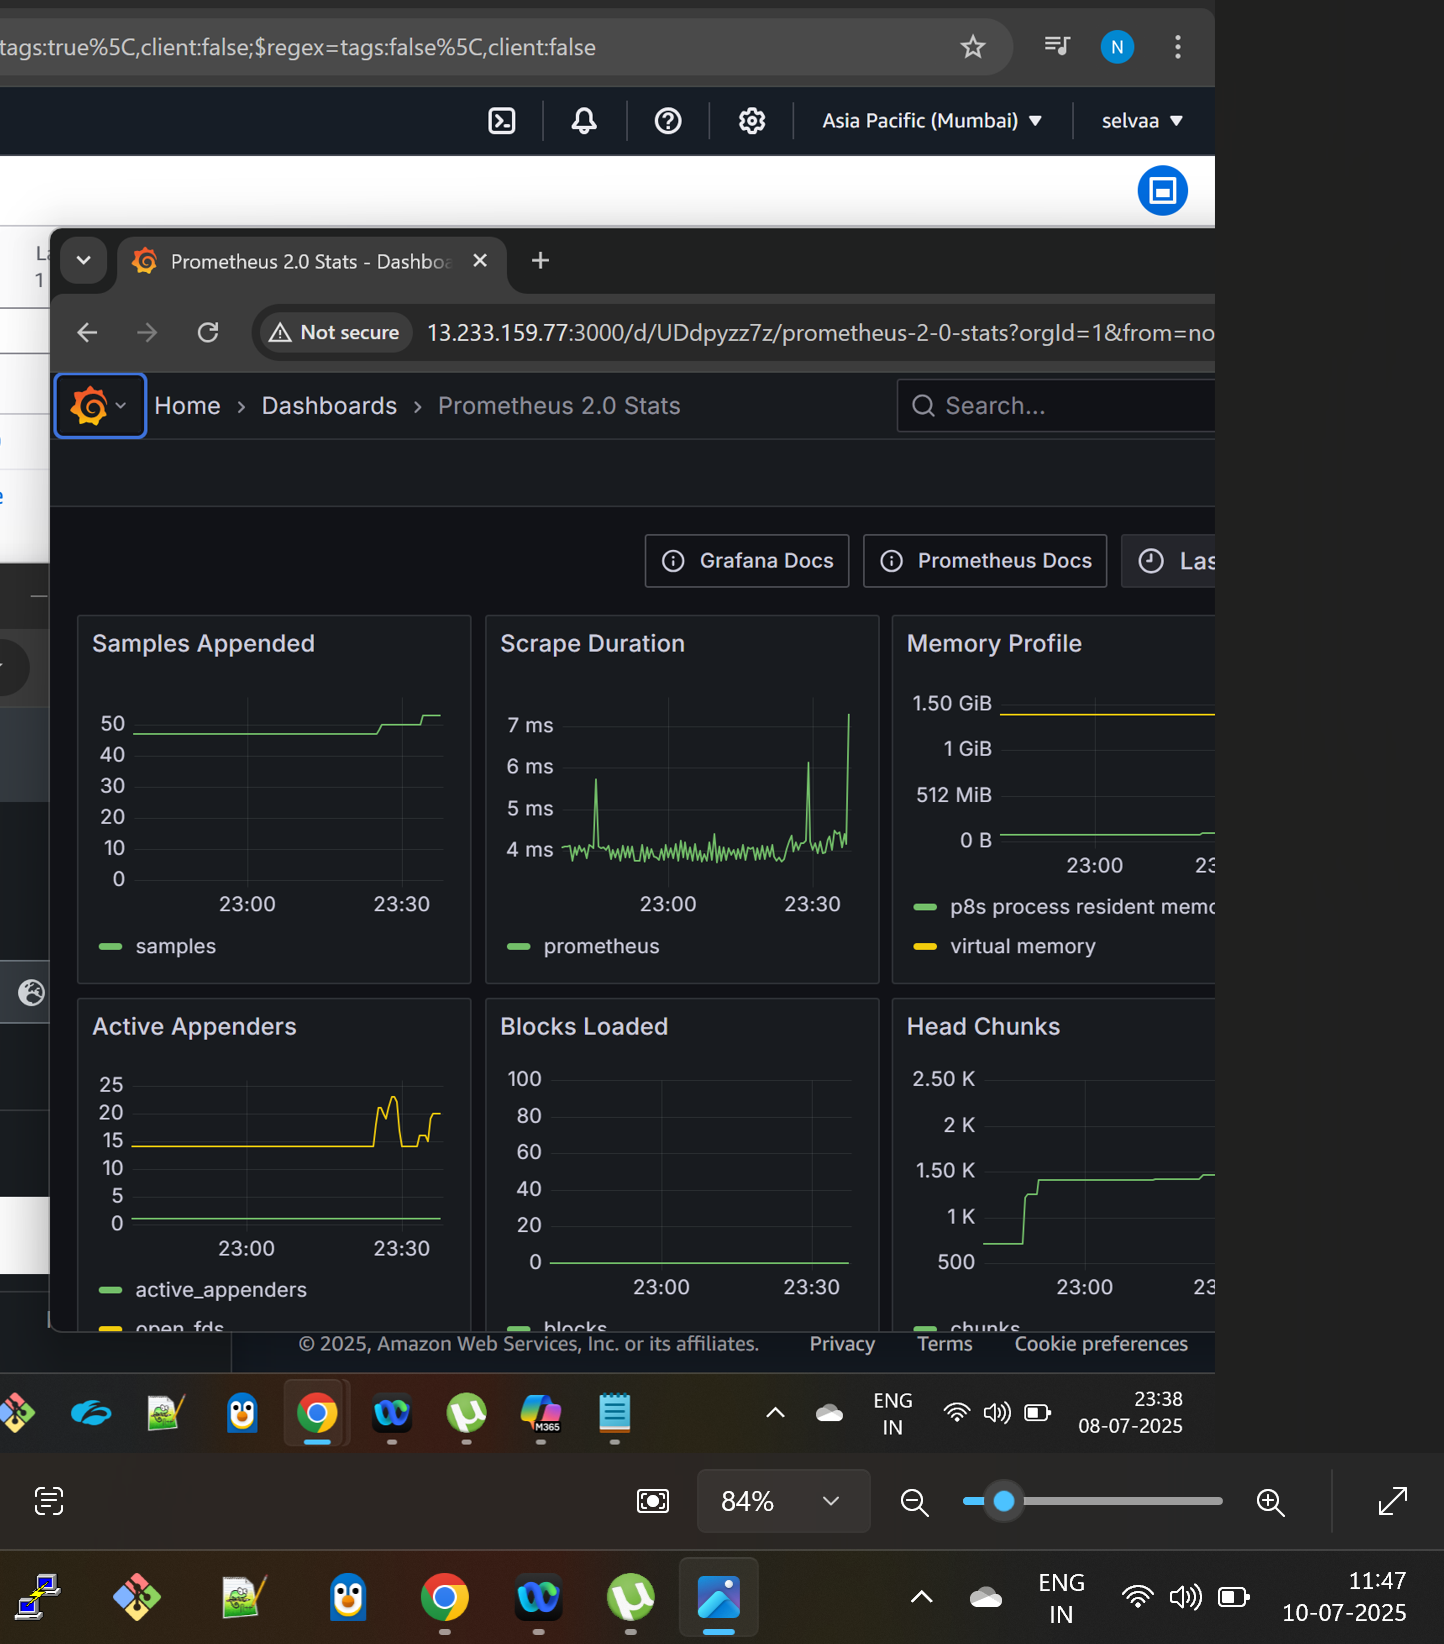 tags:true%5C,client:false;$regex=tags:false%5C,client:false
N
Asia Pacific (Mumbai)
selvaa
1
Prometheus 2.0 Stats - Dashboa
Not secure
13.233.159.77:3000/d/UDdpyzz7z/prometheus-2-0-stats?orgId=1&from=no
Home › Dashboards › Prometheus 2.0 Stats
Search...
Grafana Docs
Prometheus Docs
Las
Samples Appended
50
40
30
20
10
0
23:00
23:30
samples
Scrape Duration
7 ms
6 ms
5 ms
4 ms
23:00
23:30
prometheus
Memory Profile
1.50 GiB
1 GiB
512 MiB
0 B
23:00
23
p8s process resident memo
virtual memory
Active Appenders
25
20
15
10
5
0
23:00
23:30
active_appenders
open_fds
Blocks Loaded
100
80
60
40
20
0
23:00
23:30
blocks
Head Chunks
2.50 K
2 K
1.50 K
1 K
500
23:00
23
chunks
© 2025, Amazon Web Services, Inc. or its affiliates.
Privacy
Terms
Cookie preferences
M365
ENG
IN
23:38
08-07-2025
84%
ENG
IN
11:47
10-07-2025